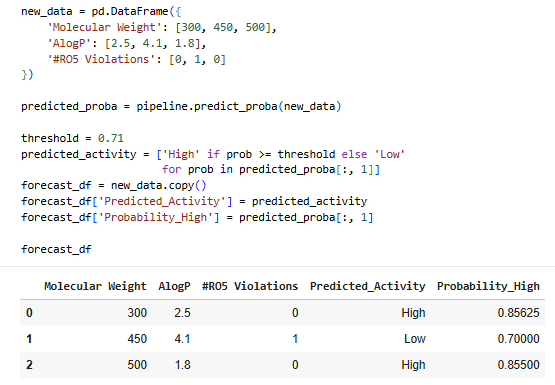 new_data = pd.DataFrame({
    'Molecular Weight': [300, 450, 500],
    'AlogP': [2.5, 4.1, 1.8],
    '#RO5 Violations': [0, 1, 0]
})

predicted_proba = pipeline.predict_proba(new_data)

threshold = 0.71
predicted_activity = ['High' if prob >= threshold else 'Low'
                      for prob in predicted_proba[:, 1]]
forecast_df = new_data.copy()
forecast_df['Predicted_Activity'] = predicted_activity
forecast_df['Probability_High'] = predicted_proba[:, 1]

forecast_df
Molecular Weight AlogP #RO5 Violations Predicted_Activity Probability_High
0 300 2.5 0 High 0.85625
1 450 4.1 1 Low 0.70000
2 500 1.8 0 High 0.85500